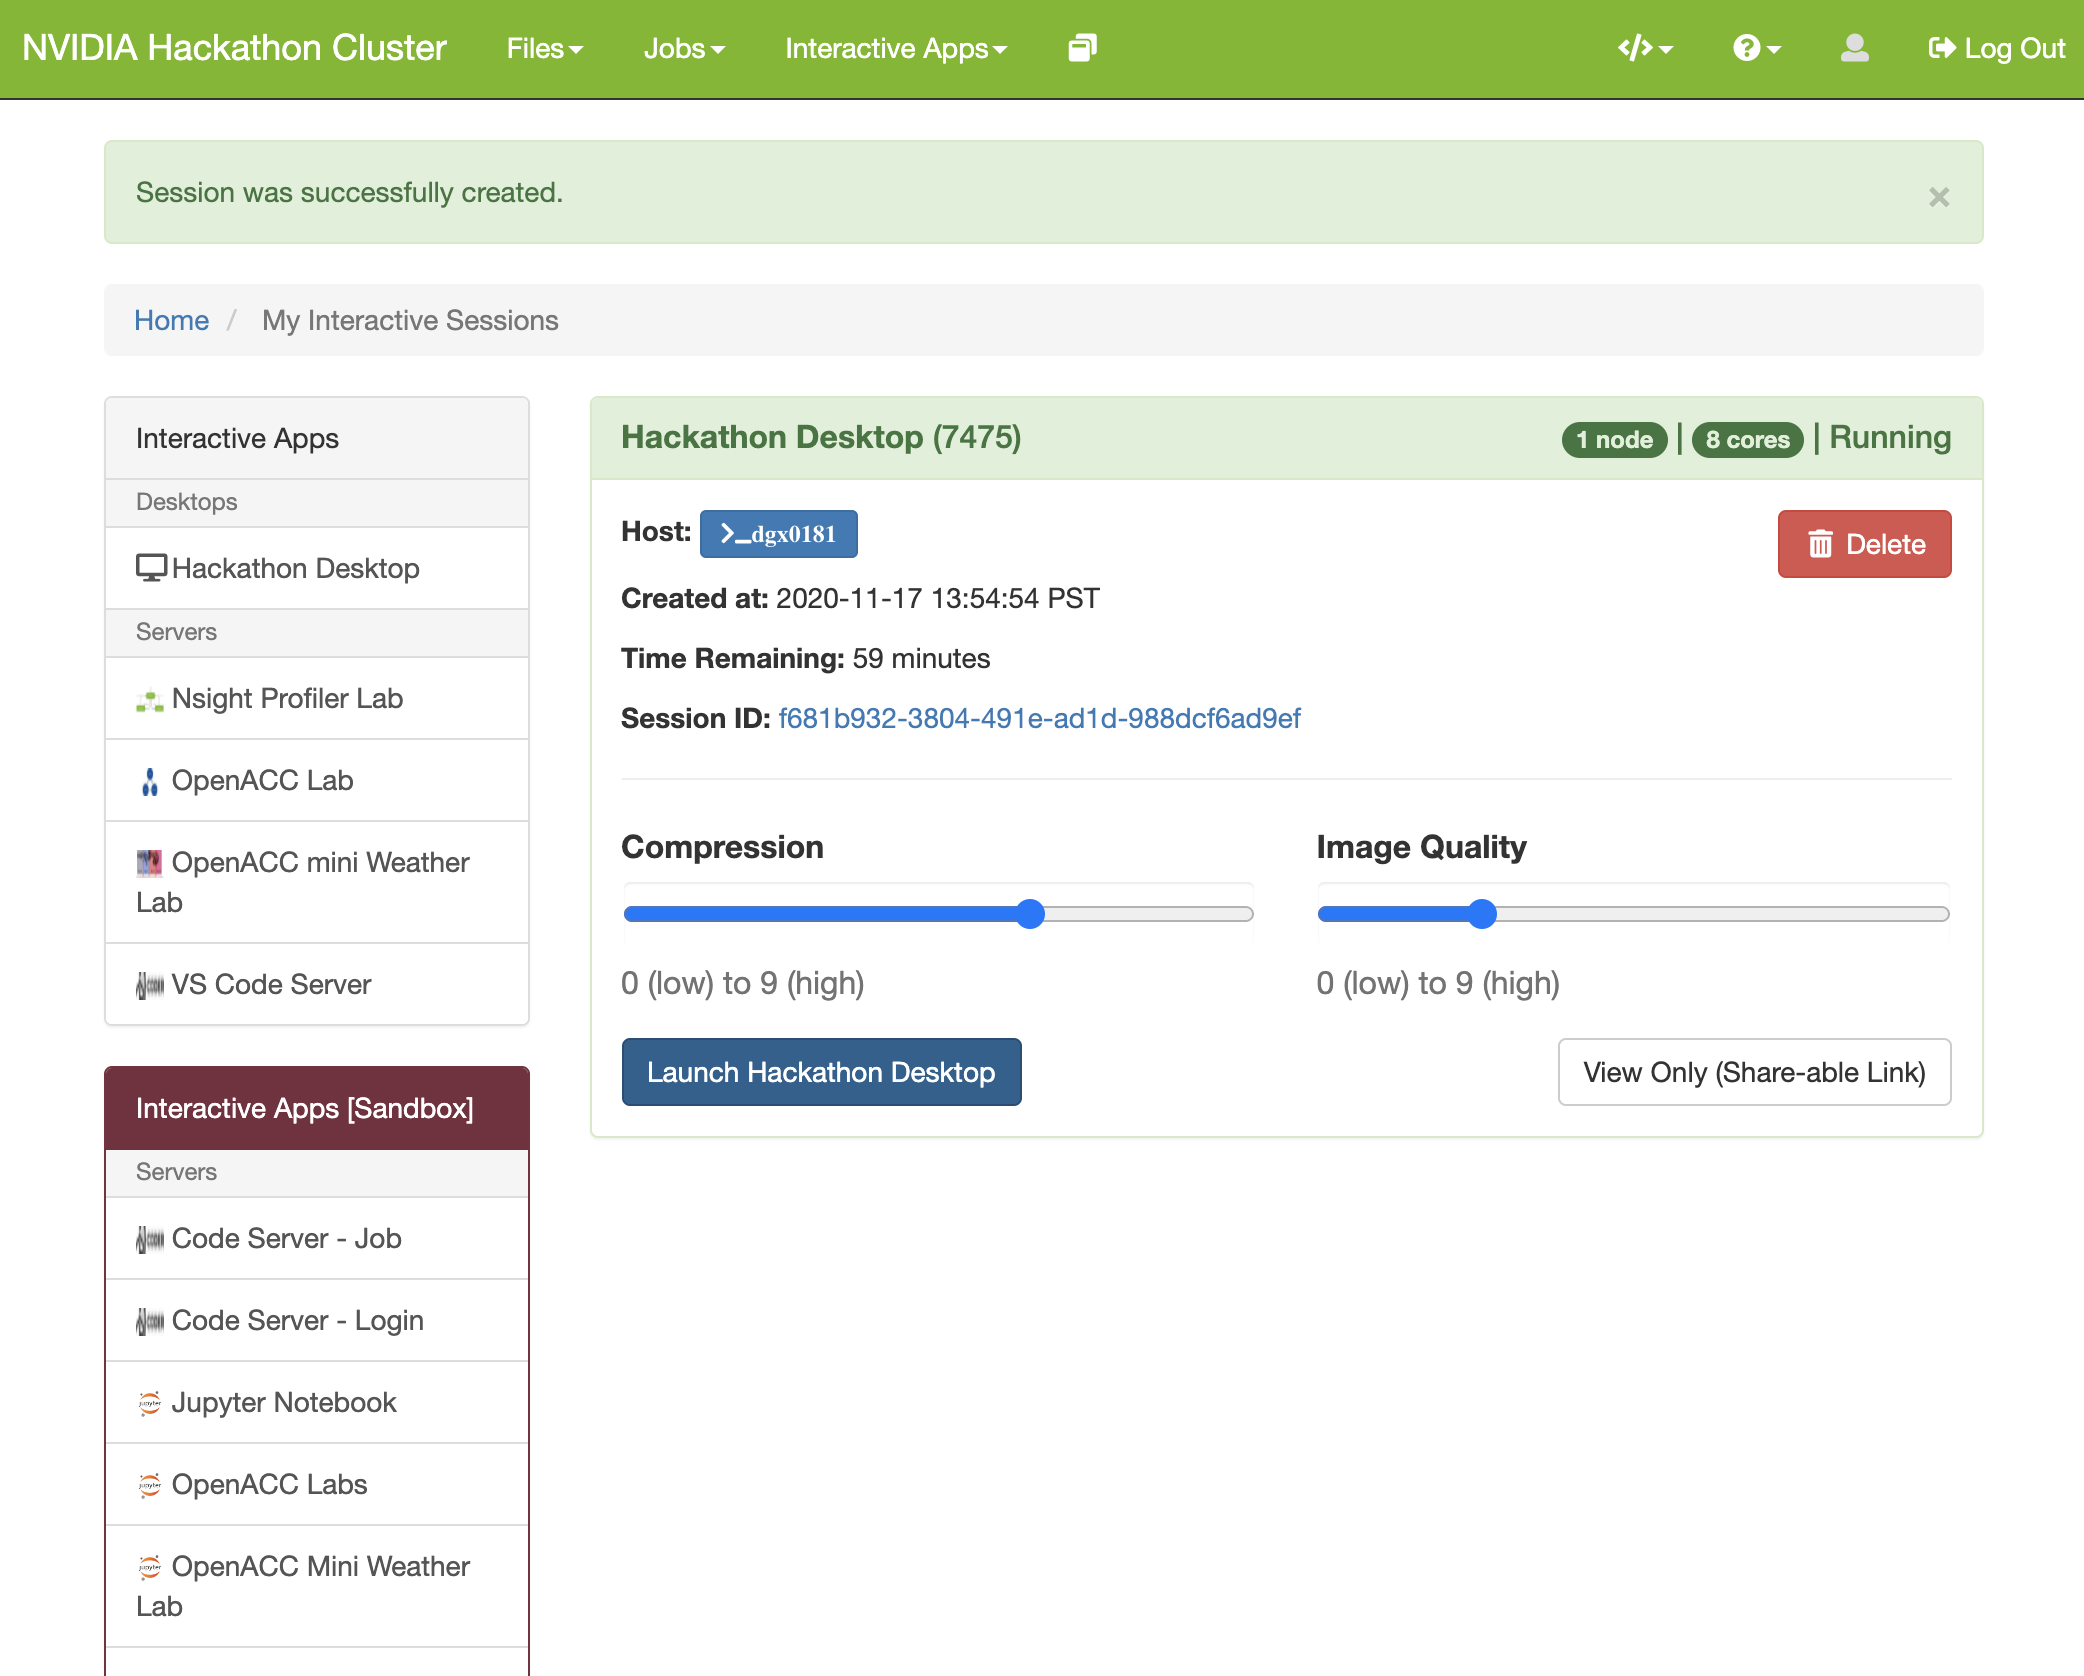 NVIDIA Hackathon Cluster Files Jobs Interactive Apps Log Out
Session was successfully created. ×
Home / My Interactive Sessions
Interactive Apps
Desktops
Hackathon Desktop
Servers
Nsight Profiler Lab
OpenACC Lab
OpenACC mini Weather
Lab
VS Code Server
Interactive Apps [Sandbox]
Servers
Code Server - Job
Code Server - Login
Jupyter Notebook
OpenACC Labs
OpenACC Mini Weather
Lab
Hackathon Desktop (7475) 1 node | 8 cores | Running
Host: >_dgx0181 Delete
Created at: 2020-11-17 13:54:54 PST
Time Remaining: 59 minutes
Session ID: f681b932-3804-491e-ad1d-988dcf6ad9ef
Compression Image Quality
0 (low) to 9 (high) 0 (low) to 9 (high)
Launch Hackathon Desktop View Only (Share-able Link)